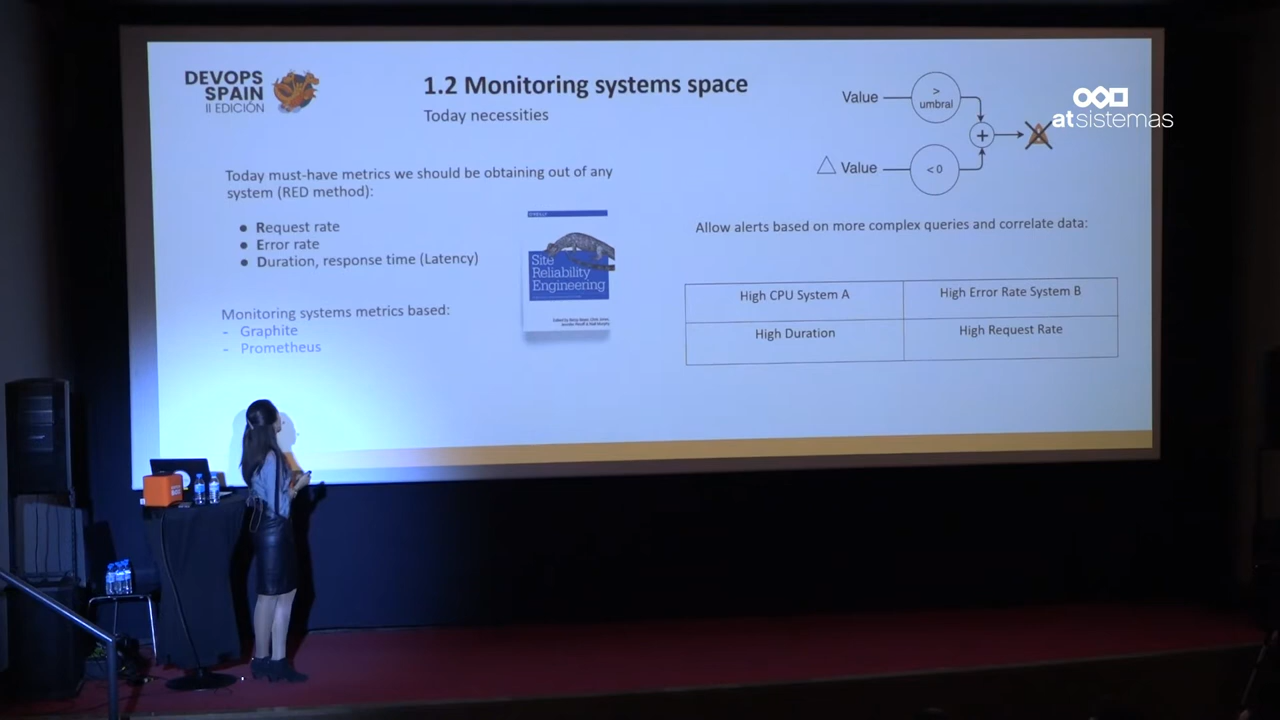 DEVOPS
SPAIN
II EDICIÓN
1.2 Monitoring systems space
Today necessities
Value
>
umbral
+
△ Value
< 0
atsistemas
Today must-have metrics we should be obtaining out of any
system (RED method):
● Request rate
● Error rate
● Duration, response time (Latency)
Monitoring systems metrics based:
- Graphite
- Prometheus
O'REILLY
Site
Reliability
Engineering
Allow alerts based on more complex queries and correlate data:
High CPU System A
High Error Rate System B
High Duration
High Request Rate